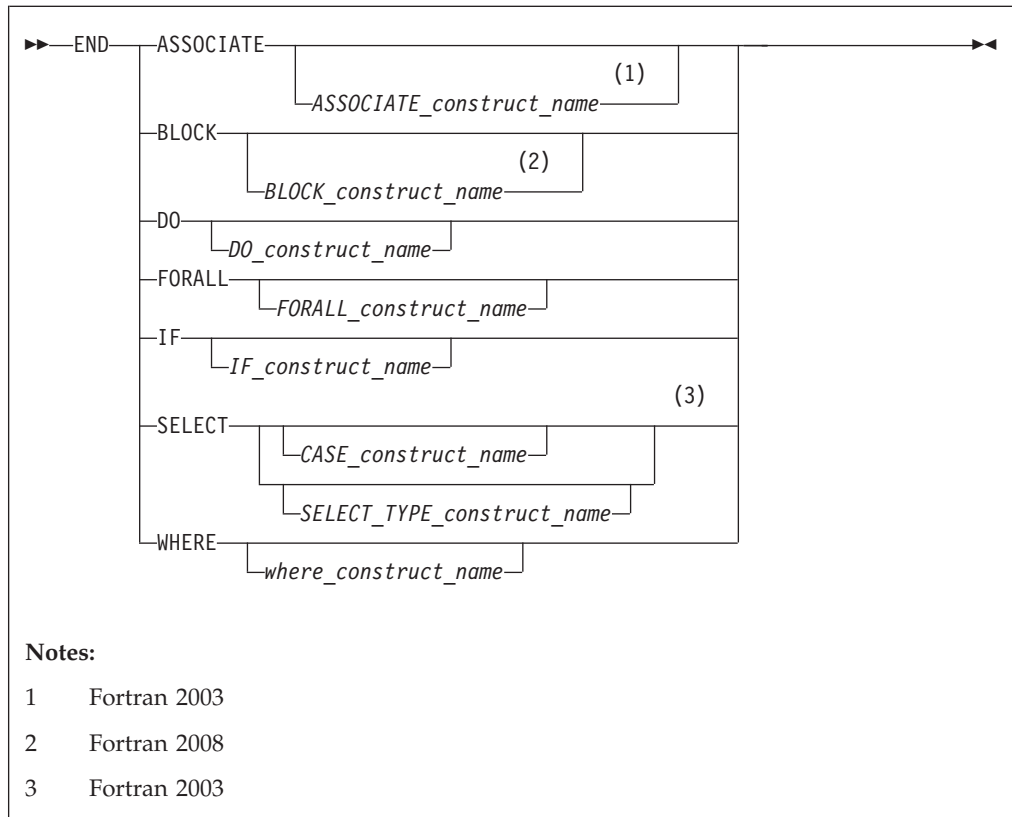 END ASSOCIATE
(1)
ASSOCIATE_construct_name
BLOCK
(2)
BLOCK_construct_name
DO
DO_construct_name
FORALL
FORALL_construct_name
IF
IF_construct_name
(3)
SELECT
CASE_construct_name
SELECT_TYPE_construct_name
WHERE
where_construct_name
Notes:
1 Fortran 2003
2 Fortran 2008
3 Fortran 2003